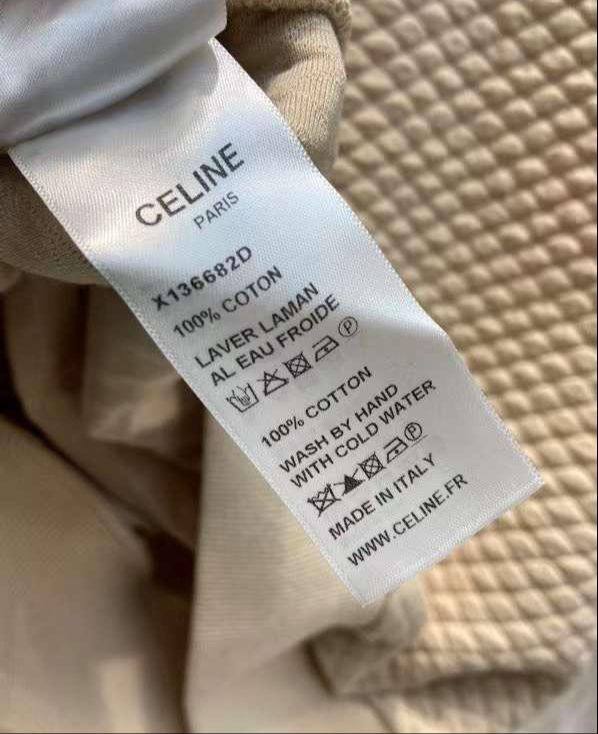 CELINE
PARIS
X136682D
100% COTON
LAVER LAMAN
AL EAU FROIDE
P
100% COTTON
WASH BY HAND
WITH COLD WATER
P
MADE IN ITALY
WWW.CELINE.FR